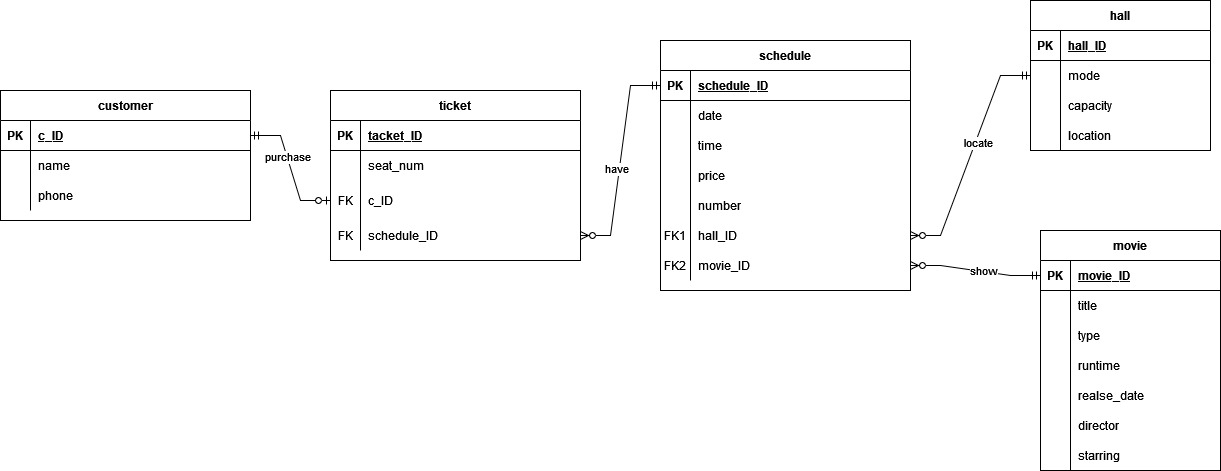 customer
PK c_ID
name
phone
purchase
ticket
PK tacket_ID
seat_num
FK c_ID
FK schedule_ID
have
schedule
PK schedule_ID
date
time
price
number
FK1 hall_ID
FK2 movie_ID
locate
show
hall
PK hall_ID
mode
capacity
location
movie
PK movie_ID
title
type
runtime
realse_date
director
starring